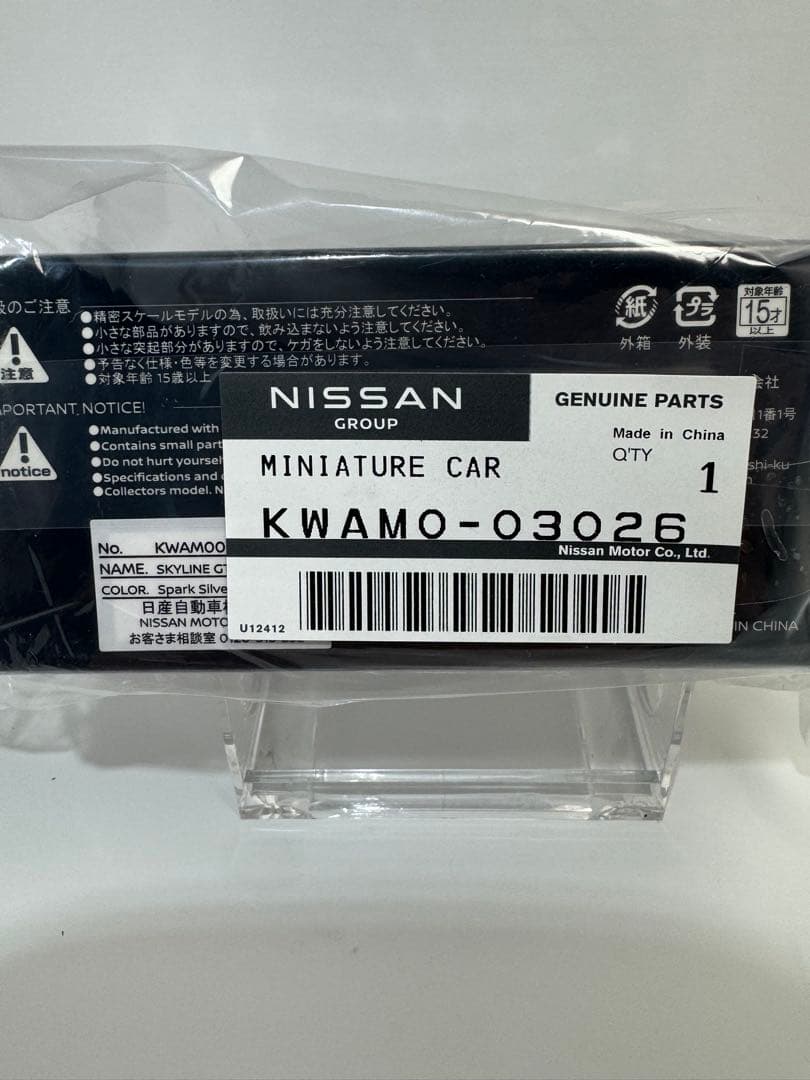 扱のご注意
●精密スケールモデルの為、取扱いには充分注意してください。
●小さな部品がありますので、飲み込まないよう注意してください。
●小さな突起部分がありますので、ケガをしないよう注意してください。
●予告なく仕様・色等を変更する場合があります。
●対象年齢 15歳以上
注意
紙
外箱
プラ
外装
対象年齢
15才
以上
IMPORTANT NOTICE!
notice
●Manufactured with
●Contains small part
●Do not hurt yoursel
●Specifications and
●Collectors model. N
会社
1番1号
IN CHINA
NISSAN
GROUP
GENUINE PARTS
Made in China
Q'TY
1
MINIATURE CAR
KWAM0-03026
Nissan Motor Co., Ltd.
U12412
No. KWAM00
NAME. SKYLINE GT
COLOR. Spark Silve
日産自動車
NISSAN MOTO
お客さま相談室